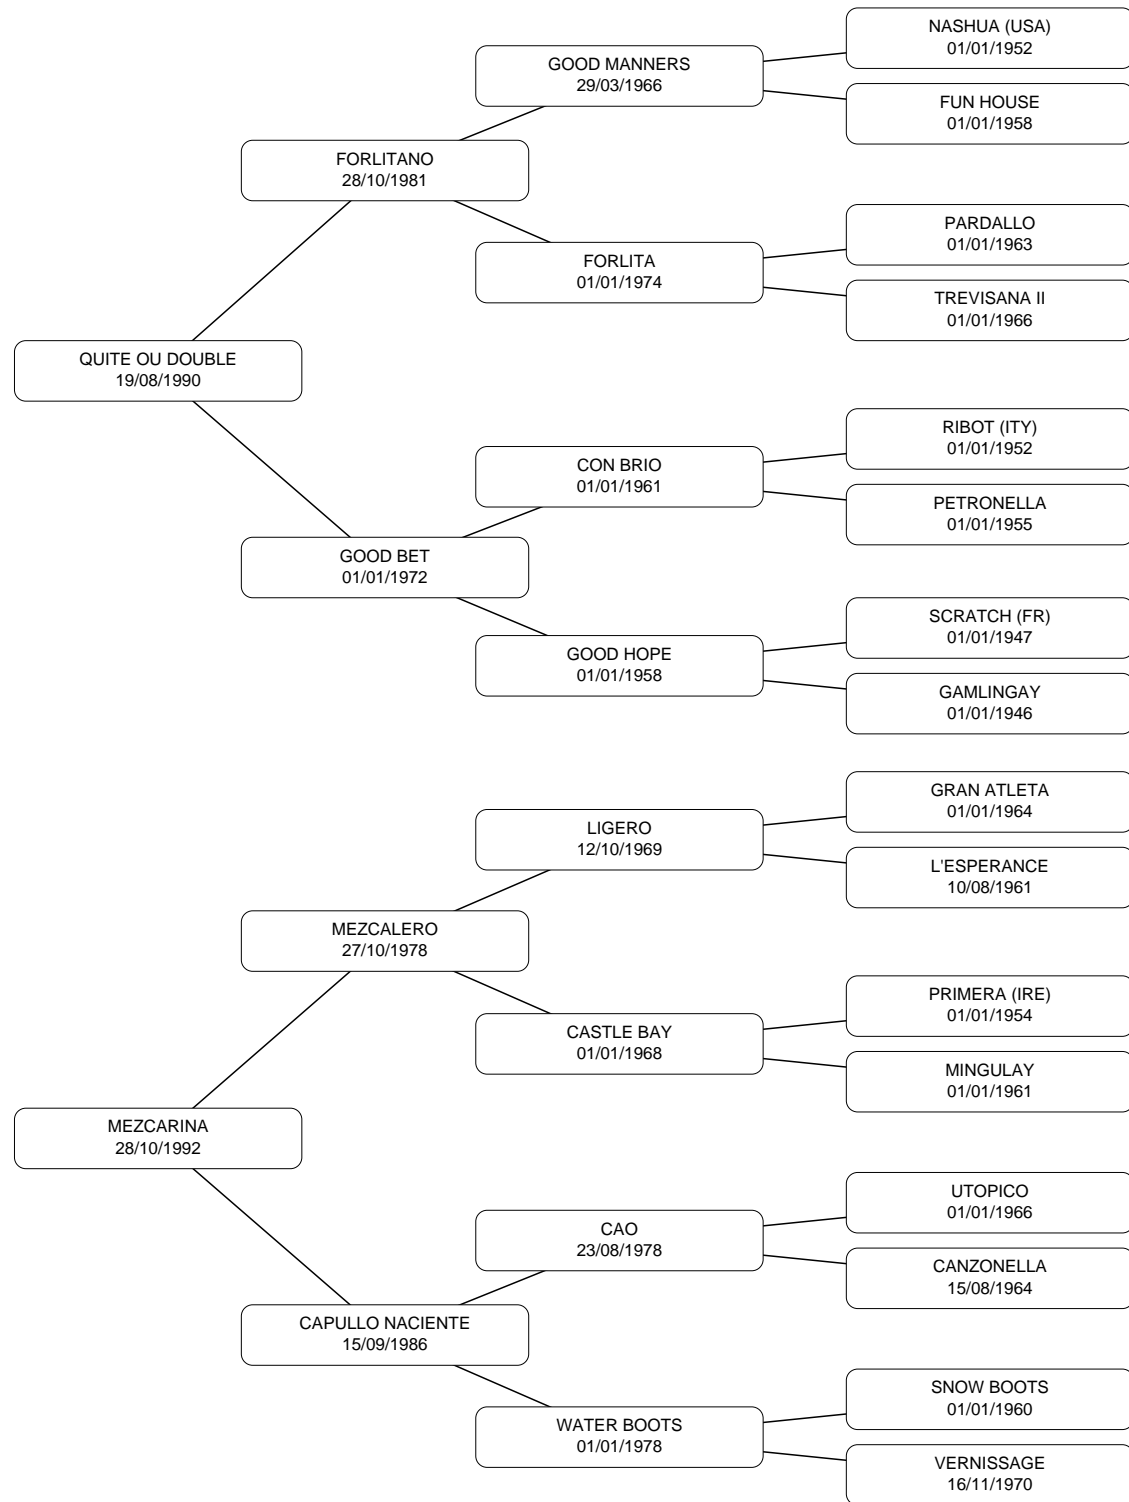 NASHUA (USA)
01/01/1952
GOOD MANNERS
29/03/1966
FUN HOUSE
01/01/1958
FORLITANO
28/10/1981
PARDALLO
01/01/1963
FORLITA
01/01/1974
TREVISANA II
01/01/1966
QUITE OU DOUBLE
19/08/1990
RIBOT (ITY)
01/01/1952
CON BRIO
01/01/1961
PETRONELLA
01/01/1955
GOOD BET
01/01/1972
SCRATCH (FR)
01/01/1947
GOOD HOPE
01/01/1958
GAMLINGAY
01/01/1946
GRAN ATLETA
01/01/1964
LIGERO
12/10/1969
L'ESPERANCE
10/08/1961
MEZCALERO
27/10/1978
PRIMERA (IRE)
01/01/1954
CASTLE BAY
01/01/1968
MINGULAY
01/01/1961
MEZCARINA
28/10/1992
UTOPICO
01/01/1966
CAO
23/08/1978
CANZONELLA
15/08/1964
CAPULLO NACIENTE
15/09/1986
SNOW BOOTS
01/01/1960
WATER BOOTS
01/01/1978
VERNISSAGE
16/11/1970